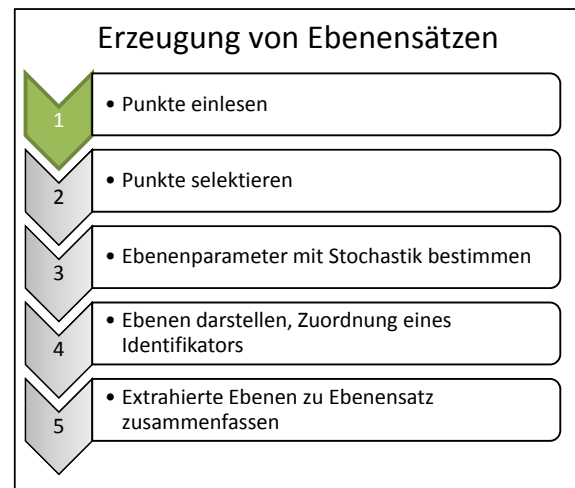 Erzeugung von Ebenensätzen
1
• Punkte einlesen
2
• Punkte selektieren
3
• Ebenenparameter mit Stochastik bestimmen
4
• Ebenen darstellen, Zuordnung eines
Identifikators
5
• Extrahierte Ebenen zu Ebenensatz
zusammenfassen